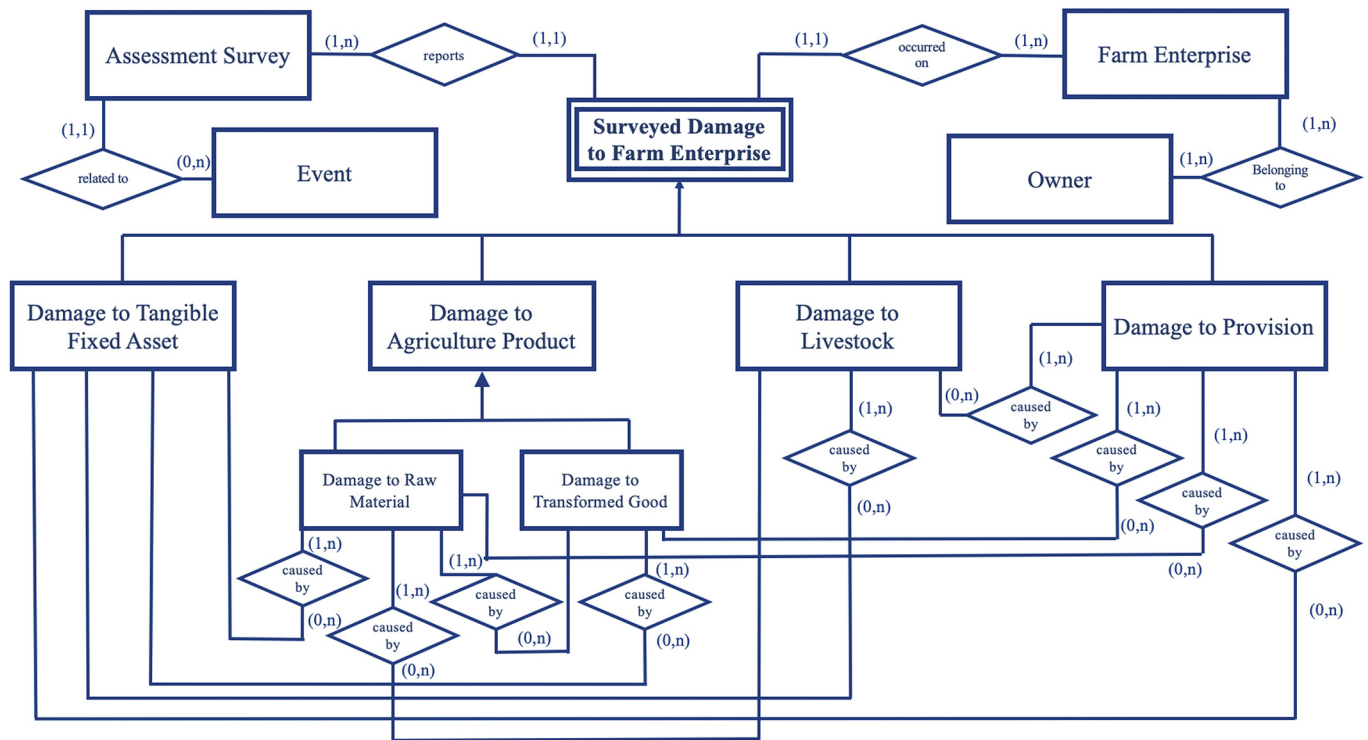 Assessment Survey
(1,n)
reports
(1,1)
(1,1)
occurred
on
(1,n)
Farm Enterprise
(1,1)
related to
(0,n)
Event
Surveyed Damage
to Farm Enterprise
Owner
(1,n)
Belonging
to
(1,n)
Damage to Tangible
Fixed Asset
Damage to
Agriculture Product
Damage to
Livestock
Damage to Provision
(1,n)
(0,n)
caused
by
(1,n)
caused
by
(0,n)
(1,n)
caused
by
(0,n)
(1,n)
caused
by
(0,n)
(1,n)
caused
by
(0,n)
Damage to Raw
Material
Damage to
Transformed Good
(1,n)
caused
by
(0,n)
(1,n)
caused
by
(0,n)
(1,n)
caused
by
(0,n)
(1,n)
caused
by
(0,n)